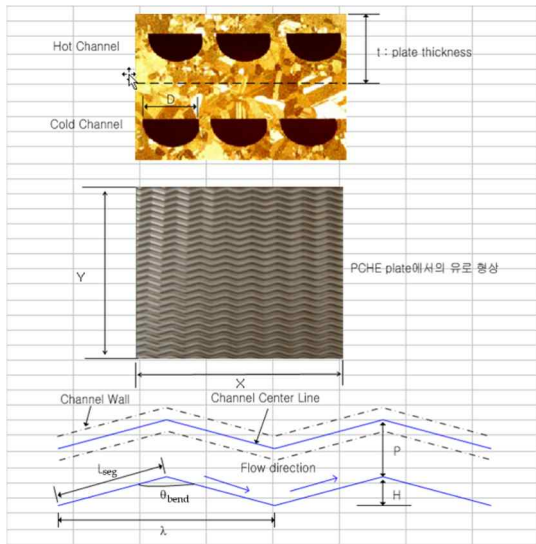 Hot Channel
t : plate thickness
D
Cold Channel
Y
PCHE plate에서의 유로 형상
X
Channel Wall
Channel Center Line
P
Flow direction
Lseg
θbend
H
λ